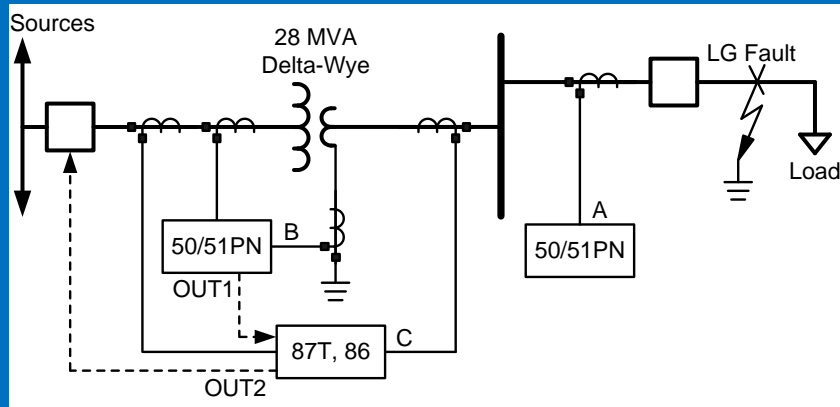 Sources
28 MVA
Delta-Wye
LG Fault
Load
A
50/51PN
B
50/51PN
OUT1
C
87T, 86
OUT2